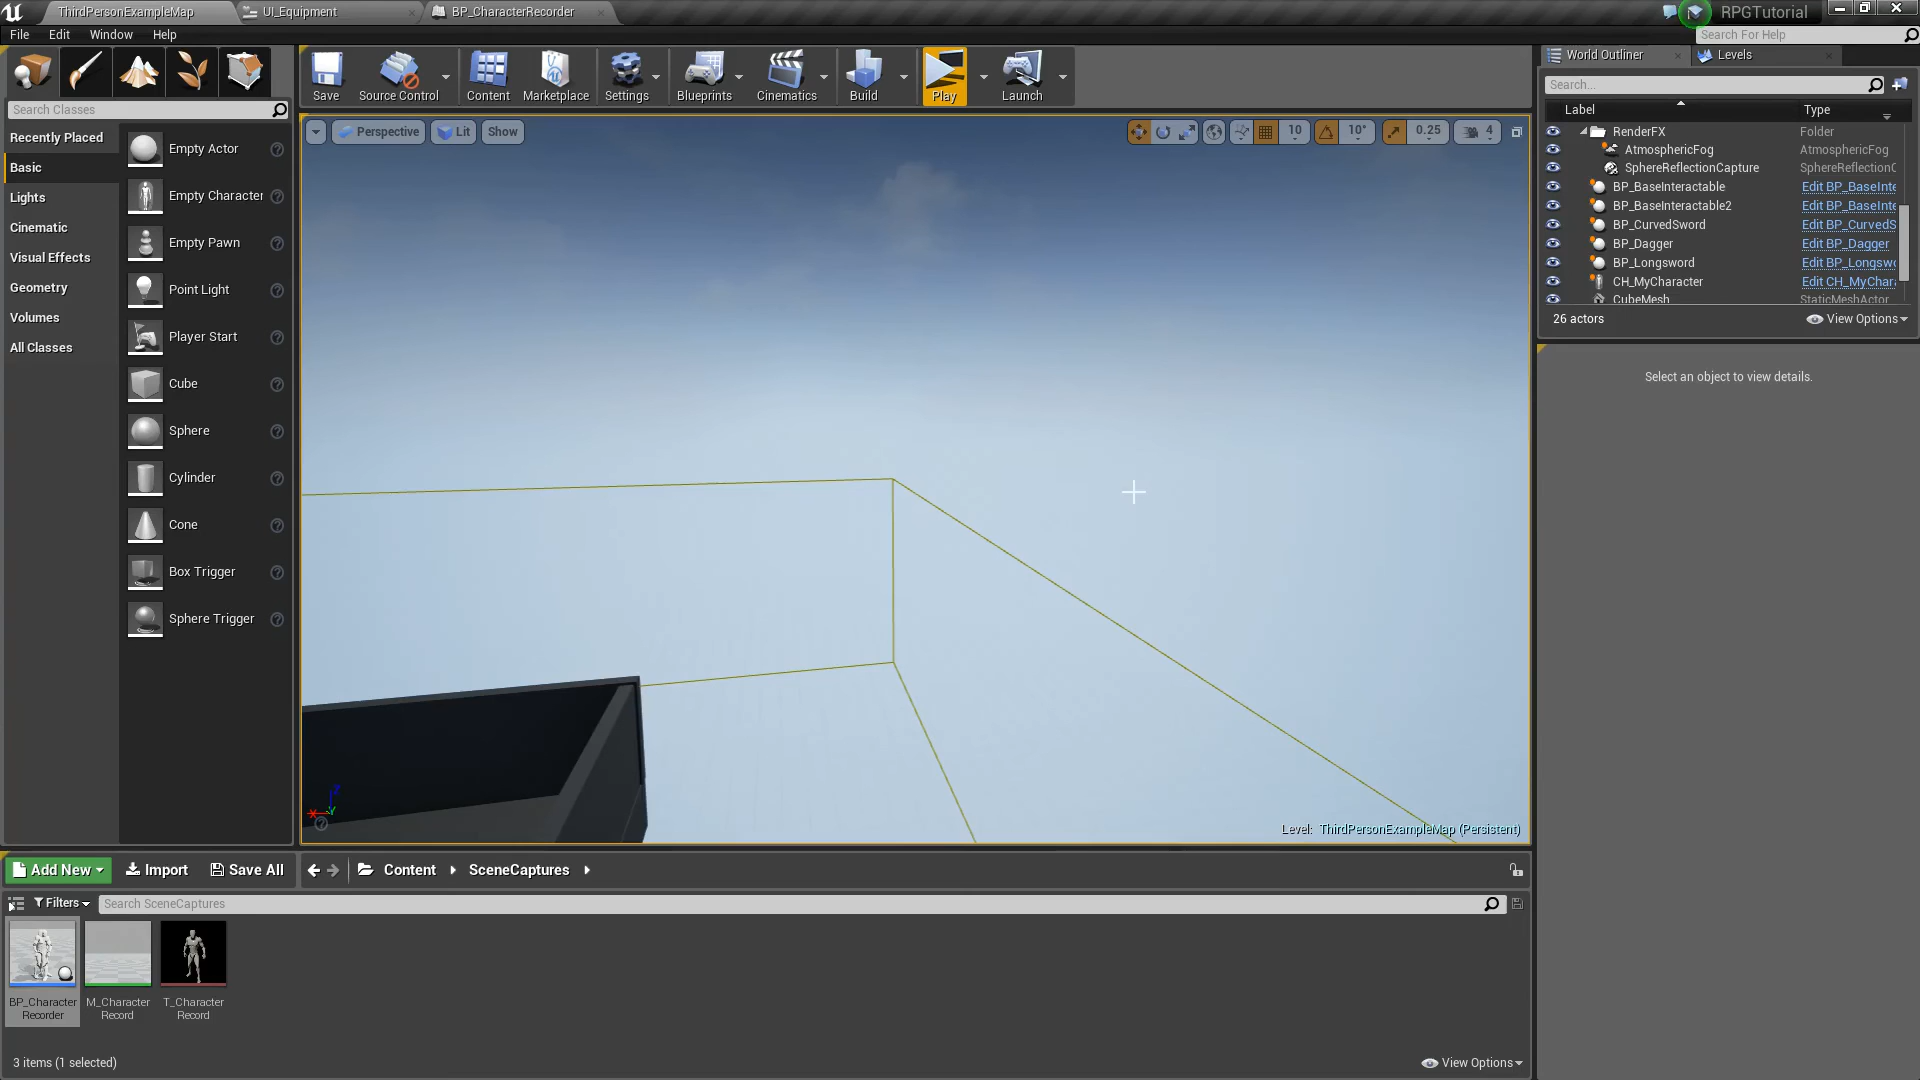 ThirdPersonExampleMap
UI_Equipment
BP_CharacterRecorder
RPGTutorial
File Edit Window Help
Search For Help
Search Classes
Recently Placed
Basic
Lights
Cinematic
Visual Effects
Geometry
Volumes
All Classes
Empty Actor
Empty Character
Empty Pawn
Point Light
Player Start
Cube
Sphere
Cylinder
Cone
Box Trigger
Sphere Trigger
Save
Source Control
Content
Marketplace
Settings
Blueprints
Cinematics
Build
Play
Launch
Perspective
Lit
Show
10
10°
0.25
4
Level: ThirdPersonExampleMap (Persistent)
World Outliner
Levels
Search...
Label Type
RenderFX Folder
AtmosphericFog AtmosphericFog
SphereReflectionCapture SphereReflectionC
BP_BaseInteractable Edit BP_BaseInte
BP_BaseInteractable2 Edit BP_BaseInte
BP_CurvedSword Edit BP_CurvedS
BP_Dagger Edit BP_Dagger
BP_Longsword Edit BP_Longswo
CH_MyCharacter Edit CH_MyChar
CubeMesh StaticMeshActor
26 actors
View Options
Select an object to view details.
Add New
Import
Save All
Content
SceneCaptures
Filters
Search SceneCaptures
BP_Character
Recorder
M_Character
Record
T_Character
Record
3 items (1 selected)
View Options